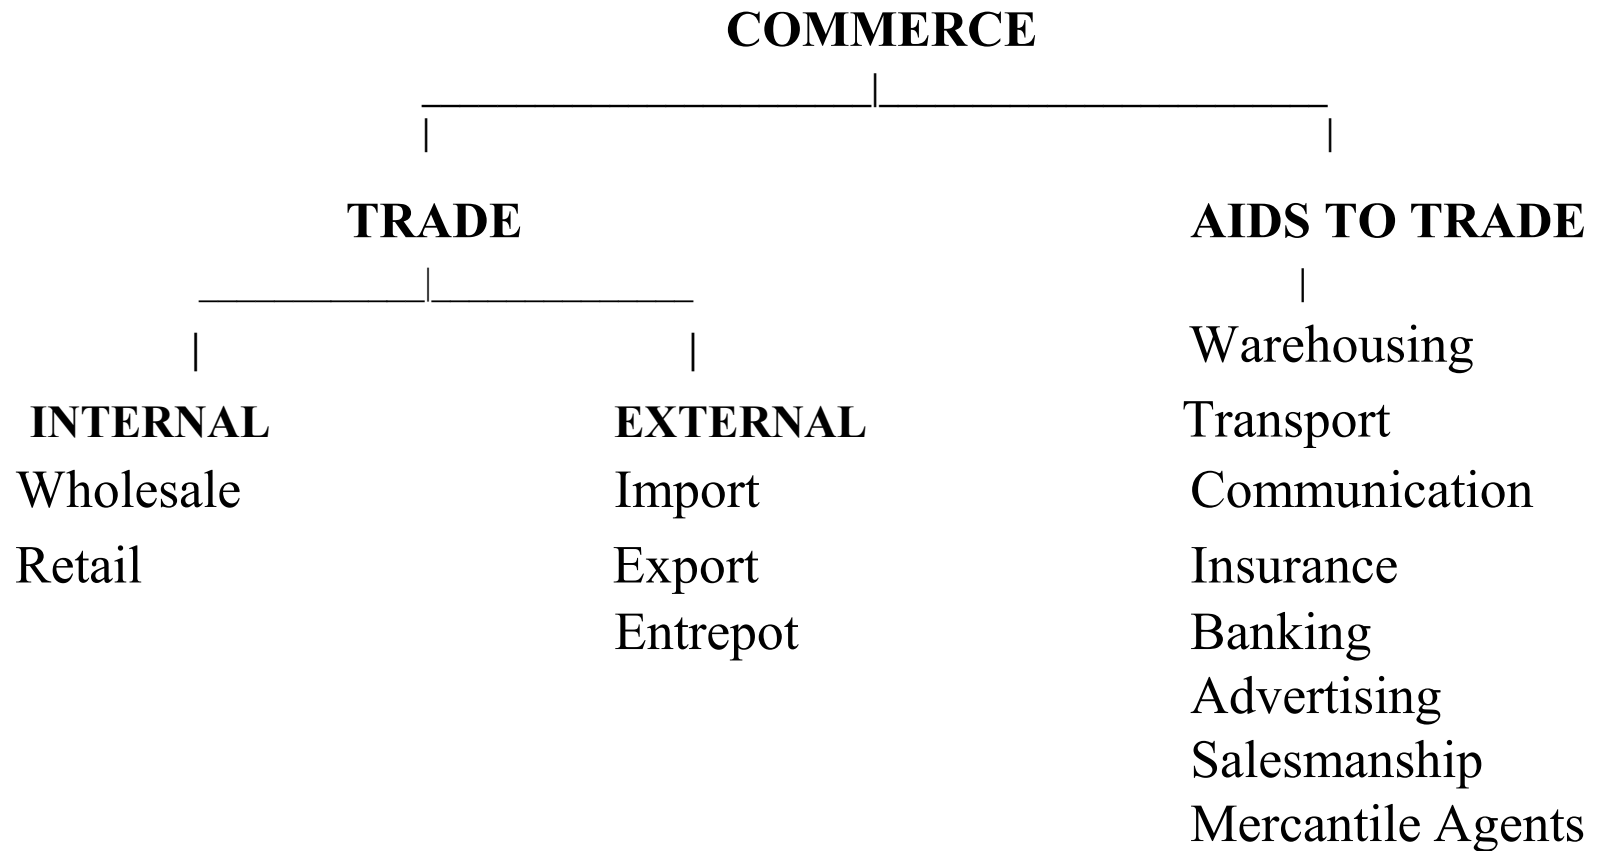 COMMERCE
TRADE
AIDS TO TRADE
INTERNAL
Wholesale
Retail
EXTERNAL
Import
Export
Entrepot
Warehousing
Transport
Communication
Insurance
Banking
Advertising
Salesmanship
Mercantile Agents